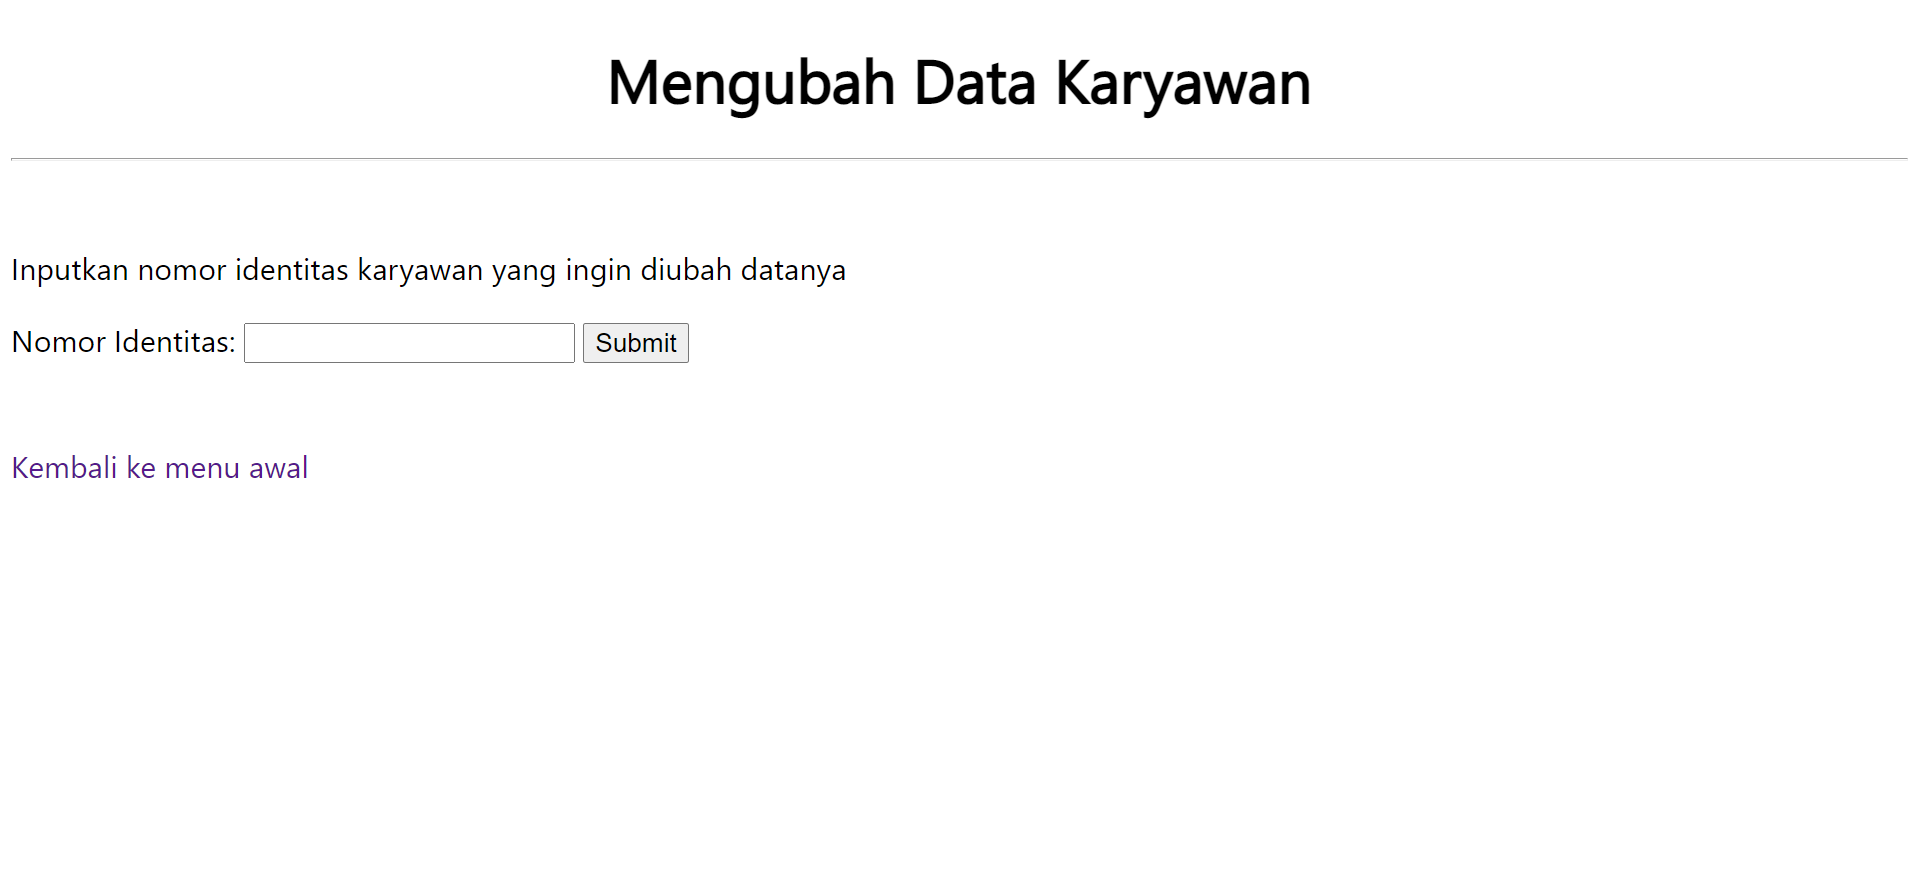 Mengubah Data Karyawan
Inputkan nomor identitas karyawan yang ingin diubah datanya
Nomor Identitas: Submit
Kembali ke menu awal